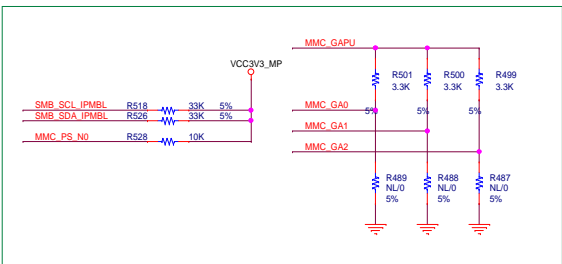 MMC_GAPU
VCC3V3_MP
R501 R500 R499
3.3K 3.3K 3.3K
SMB_SCL_IPMBL R518 33K 5%
MMC_GA0 5% 5% 5%
SMB_SDA_IPMBL R526 33K 5%
MMC_GA1
MMC_PS_N0 R528 10K
MMC_GA2
R489 R488 R487
NL/0 NL/0 NL/0
5% 5% 5%